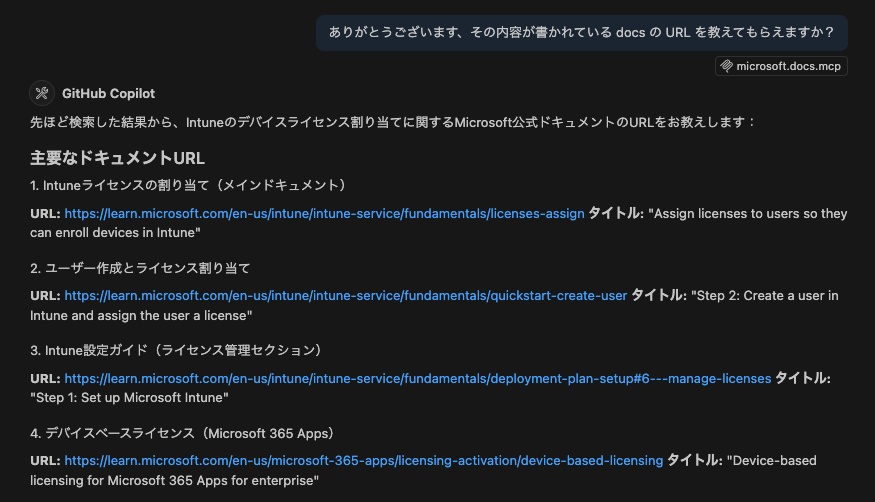 ありがとうございます、その内容が書かれている docs の URL を教えてもらえますか？
microsoft.docs.mcp
GitHub Copilot
先ほど検索した結果から、Intuneのデバイスライセンス割り当てに関するMicrosoft公式ドキュメントのURLをお教えします：
主要なドキュメントURL
1. Intuneライセンスの割り当て（メインドキュメント）
URL: https://learn.microsoft.com/en-us/intune/intune-service/fundamentals/licenses-assign タイトル: "Assign licenses to users so they
can enroll devices in Intune"
2. ユーザー作成とライセンス割り当て
URL: https://learn.microsoft.com/en-us/intune/intune-service/fundamentals/quickstart-create-user タイトル: "Step 2: Create a user in
Intune and assign the user a license"
3. Intune設定ガイド（ライセンス管理セクション）
URL: https://learn.microsoft.com/en-us/intune/intune-service/fundamentals/deployment-plan-setup#6---manage-licenses タイトル:
"Step 1: Set up Microsoft Intune"
4. デバイスベースライセンス（Microsoft 365 Apps）
URL: https://learn.microsoft.com/en-us/microsoft-365-apps/licensing-activation/device-based-licensing タイトル: "Device-based
licensing for Microsoft 365 Apps for enterprise"